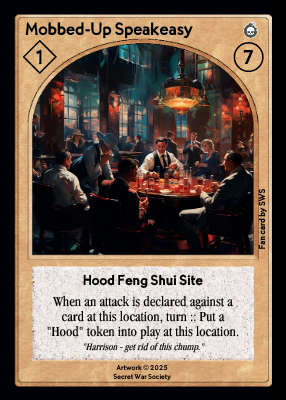 Mobbed-Up Speakeasy
1
7
Fan card by SWS
Hood Feng Shui Site
When an attack is declared against a
card at this location, turn :: Put a
"Hood" token into play at this location.
"Harrison - get rid of this chump."
Artwork © 2025
Secret War Society